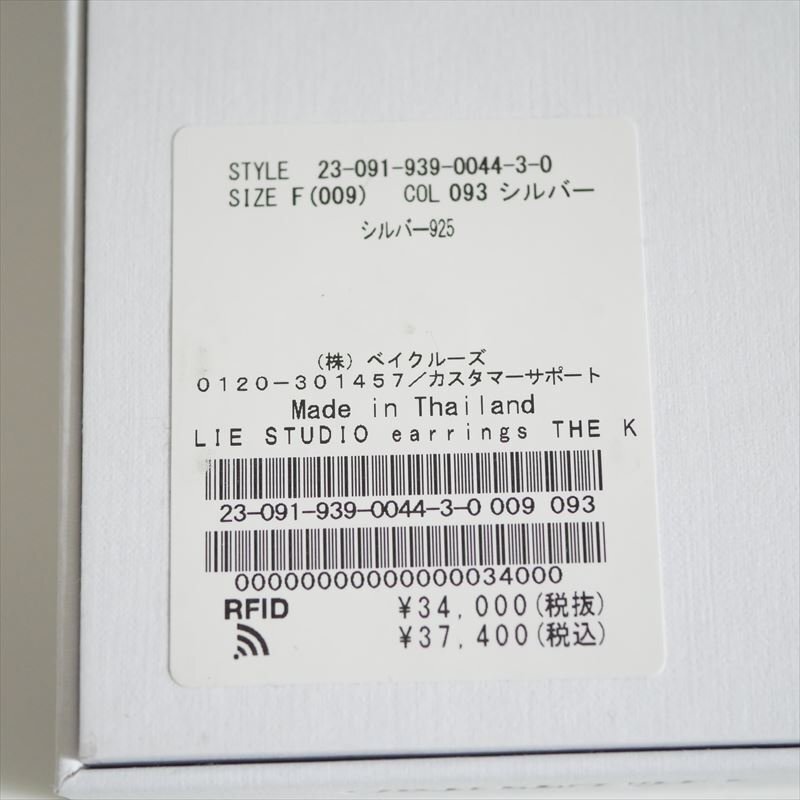 STYLE 23-091-939-0044-3-0
SIZE F(009) COL 093 シルバー
シルバー925
（株）ベイクルーズ
０１２０－３０１４５７／カスタマーサポート
Made in Thailand
LIE STUDIO earrings THE K
23-091-939-0044-3-0 009 093
00000000000000034000
RFID ¥34,000(税抜)
¥37,400(税込)